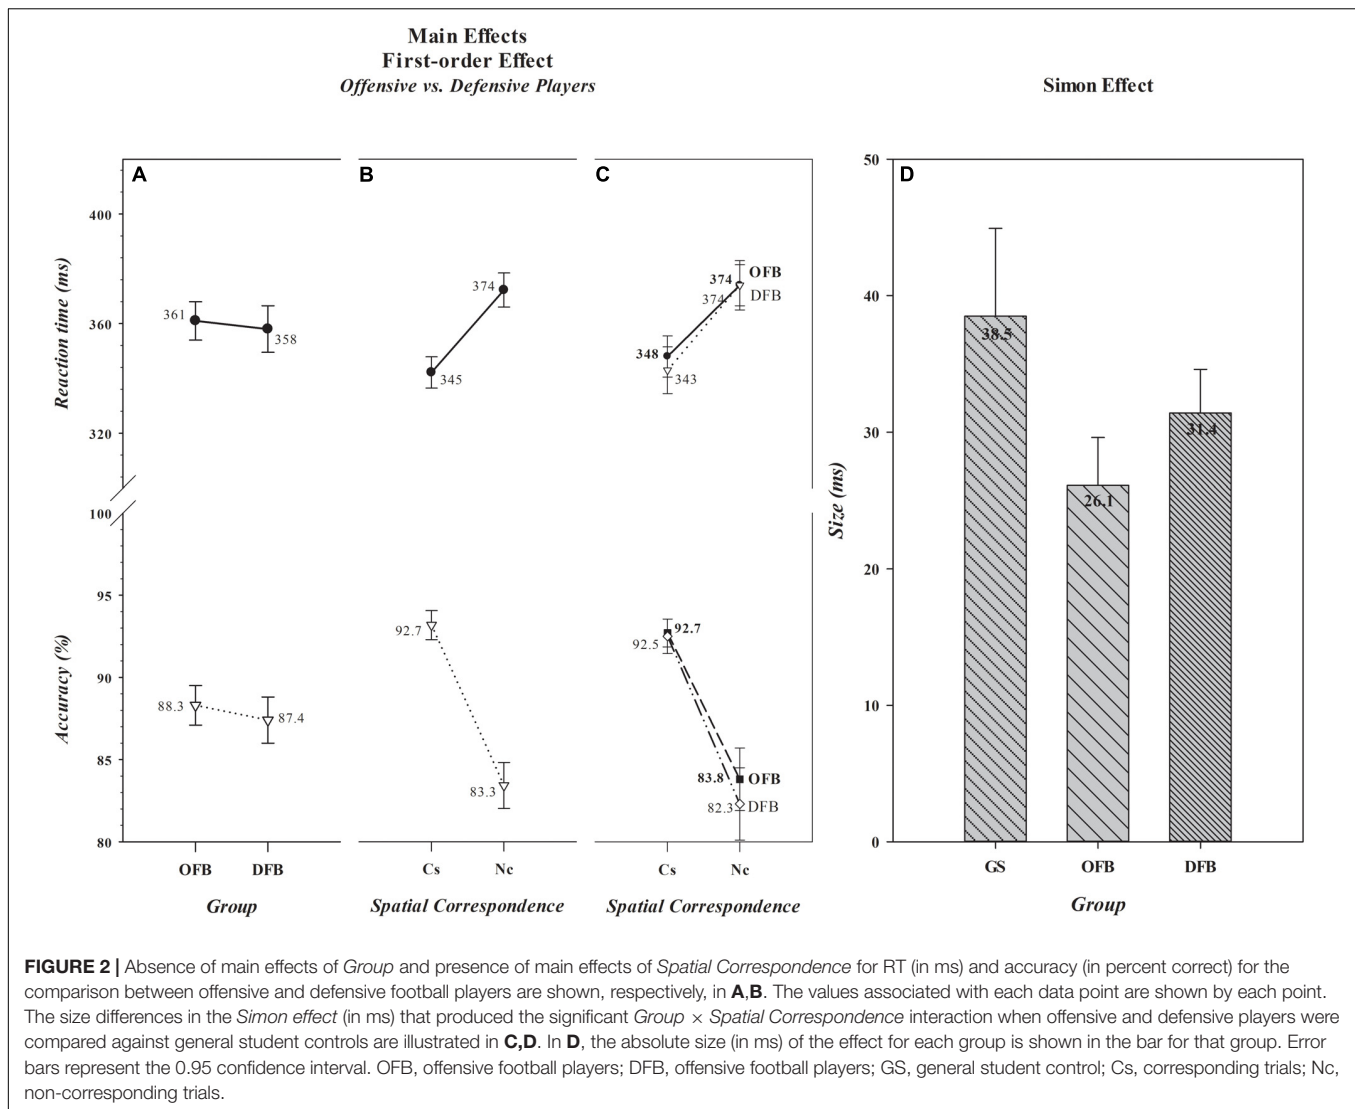 Main Effects
First-order Effect
Offensive vs. Defensive Players
Simon Effect
A
B
C
D
Reaction time (ms)
400
360
320
361
358
374
345
374
OFB
374
DFB
348
343
Accuracy (%)
100
95
90
85
80
88.3
87.4
92.7
83.3
92.7
92.5
83.8
OFB
82.3
DFB
OFB DFB
Group
Cs Nc
Spatial Correspondence
Cs Nc
Spatial Correspondence
Size (ms)
50
40
30
20
10
0
38.5
26.1
31.4
GS OFB DFB
Group
FIGURE 2 | Absence of main effects of Group and presence of main effects of Spatial Correspondence for RT (in ms) and accuracy (in percent correct) for the
comparison between offensive and defensive football players are shown, respectively, in A,B. The values associated with each data point are shown by each point.
The size differences in the Simon effect (in ms) that produced the significant Group × Spatial Correspondence interaction when offensive and defensive players were
compared against general student controls are illustrated in C,D. In D, the absolute size (in ms) of the effect for each group is shown in the bar for that group. Error
bars represent the 0.95 confidence interval. OFB, offensive football players; DFB, offensive football players; GS, general student control; Cs, corresponding trials; Nc,
non-corresponding trials.